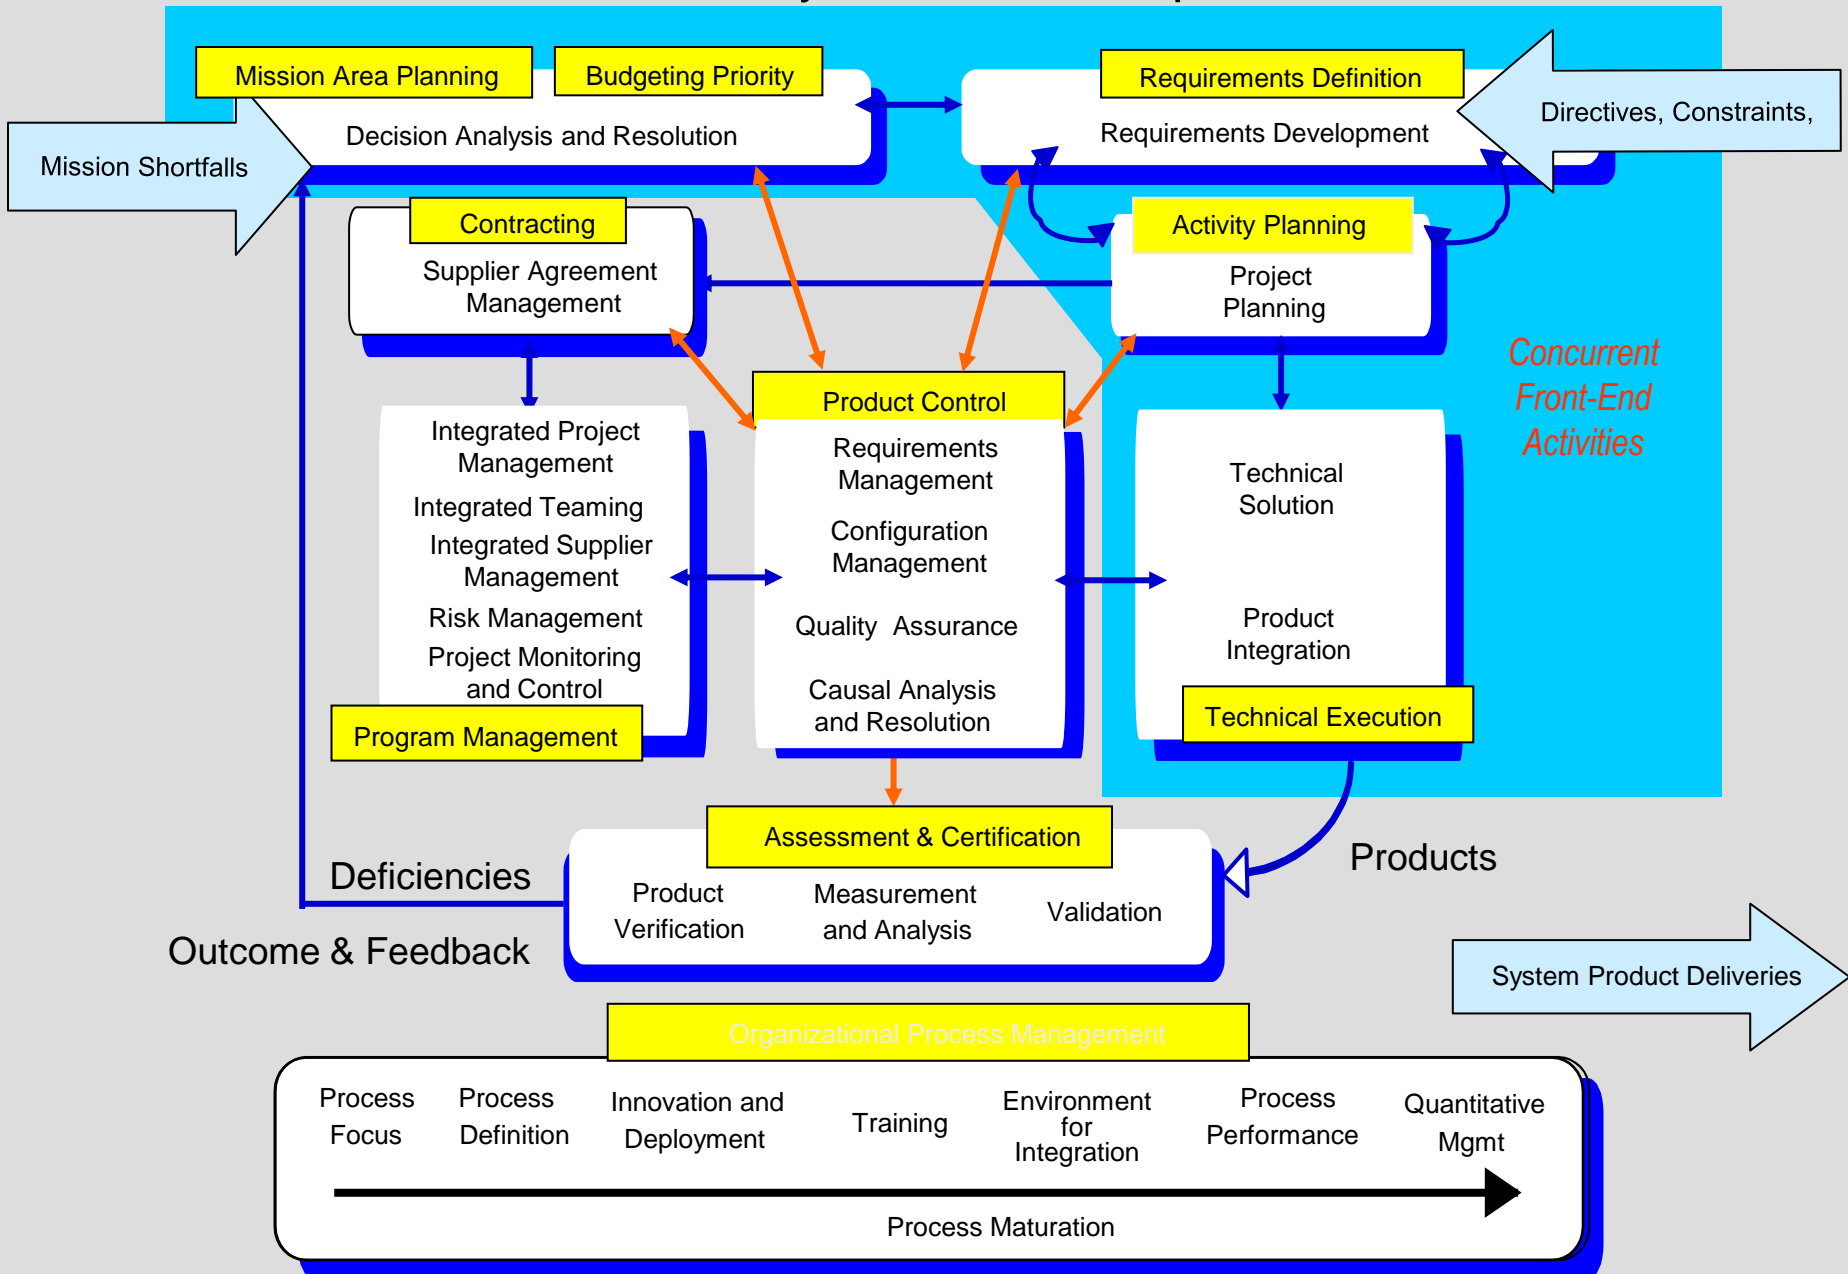 Mission Area Planning
Budgeting Priority
Requirements Definition
Decision Analysis and Resolution
Requirements Development
Directives, Constraints,
Mission Shortfalls
Contracting
Supplier Agreement
Management
Activity Planning
Project
Planning
Concurrent
Front-End
Activities
Product Control
Integrated Project
Management
Integrated Teaming
Integrated Supplier
Management
Risk Management
Project Monitoring
and Control
Program Management
Requirements
Management
Configuration
Management
Quality Assurance
Causal Analysis
and Resolution
Technical
Solution
Product
Integration
Technical Execution
Assessment & Certification
Product
Verification
Measurement
and Analysis
Validation
Deficiencies
Outcome & Feedback
Products
System Product Deliveries
Organizational Process Management
Process
Focus
Process
Definition
Innovation and
Deployment
Training
Environment
for
Integration
Process
Performance
Quantitative
Mgmt
Process Maturation